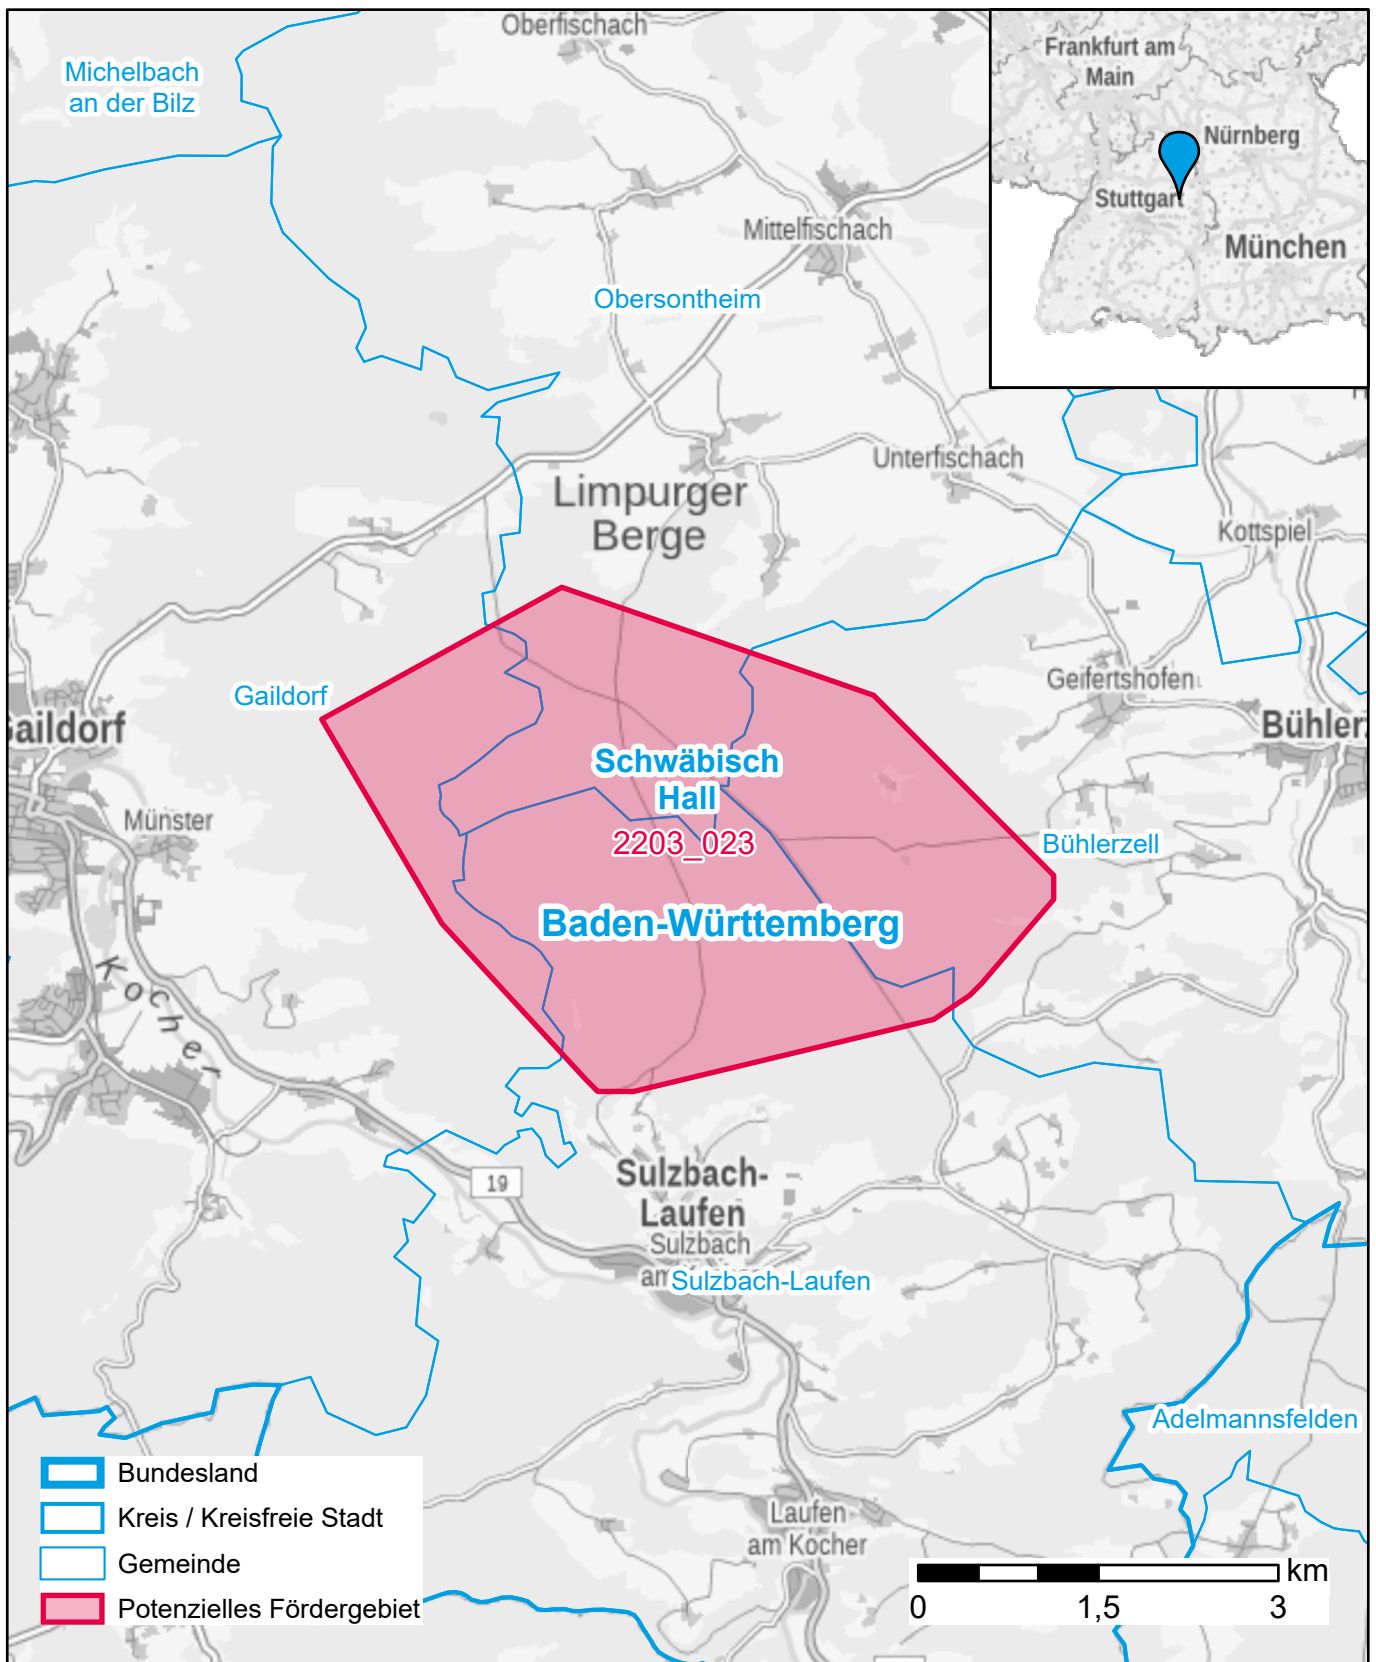 Oberfischach
Michelbach
an der Bilz
Frankfurt am
Main
Nürnberg
Stuttgart
München
Mittelfischach
Obersontheim
Unterfischach
Limpurger
Berge
Kottspiel
Geifertshofen
Gaildorf
Gaildorf
Bühlerz
Schwäbisch
Hall
2203_023
Münster
Bühlerzell
Baden-Württemberg
Kocher
19
Sulzbach-
Laufen
Sulzbach
am
Sulzbach-Laufen
Adelmannsfelden
Laufen
am Kocher
Bundesland
Kreis / Kreisfreie Stadt
Gemeinde
Potenzielles Fördergebiet
km
0 1,5 3